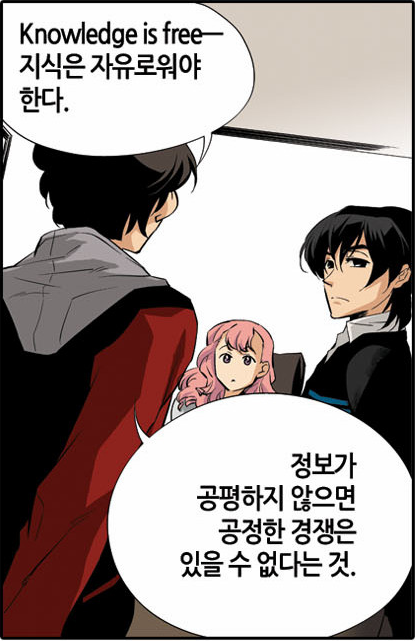 Knowledge is free—
지식은 자유로워야
한다.
정보가
공평하지 않으면
공정한 경쟁은
있을 수 없다는 것.